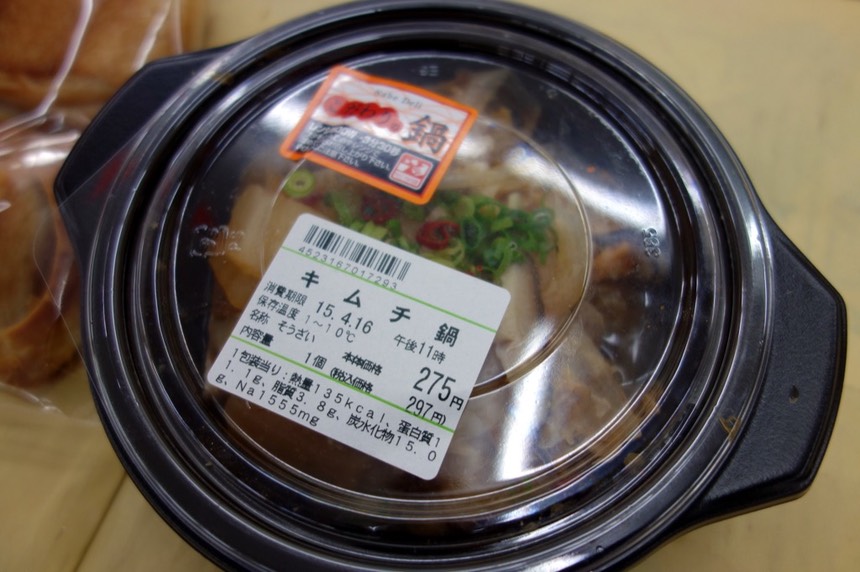 Nabe Deli
鍋
4623167017293
キムチ鍋
消費期限 15.4.16 午後11時
保存温度 1～10℃
名称 そうざい
内容量 1個 本体価格 275円
(税込価格 297円)
1包装当り:熱量135kcal、蛋白質1
1.1g、脂質3.8g、炭水化物15.0
g、Na1555mg